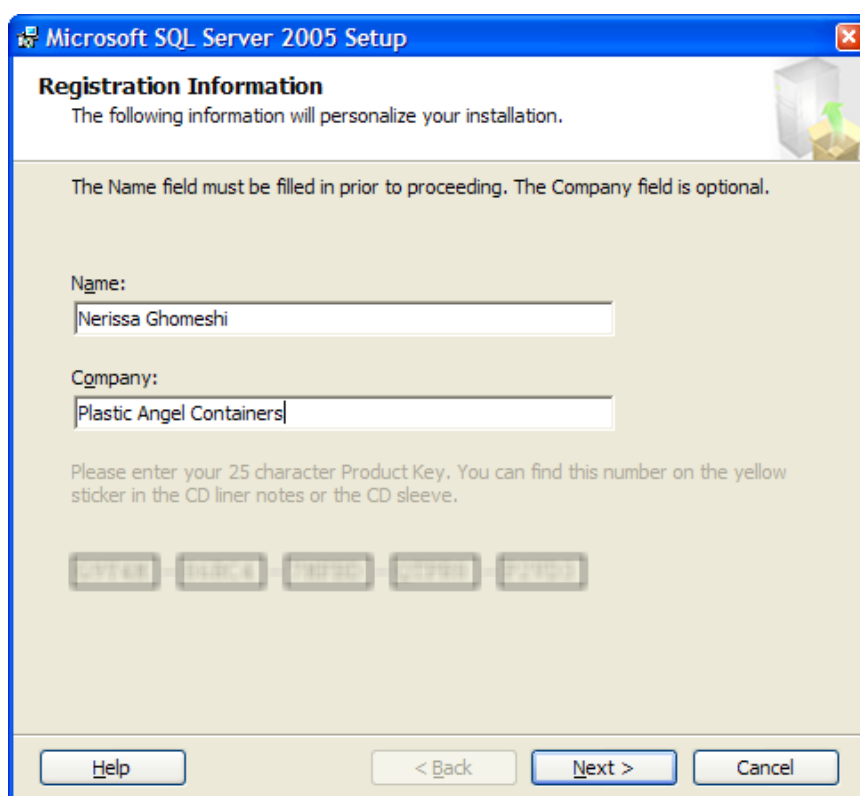 Microsoft SQL Server 2005 Setup
Registration Information
The following information will personalize your installation.
The Name field must be filled in prior to proceeding. The Company field is optional.
Name:
Nerissa Ghomeshi
Company:
Plastic Angel Containers
Please enter your 25 character Product Key. You can find this number on the yellow
sticker in the CD liner notes or the CD sleeve.
Help
< Back
Next >
Cancel